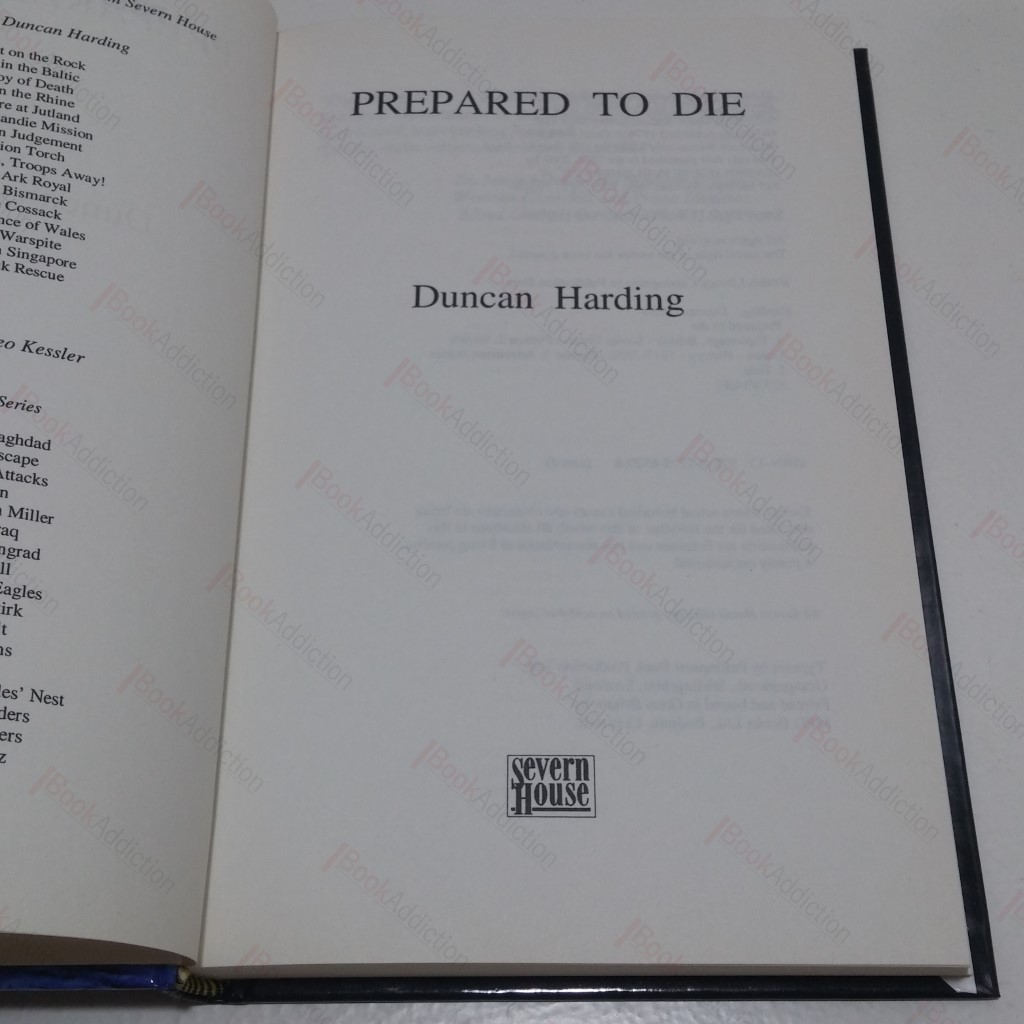 Severn House
Duncan Harding
t on the Rock
in the Baltic
oy of Death
n the Rhine
re at Jutland
andie Mission
n Judgement
ion Torch
, Troops Away!
Ark Royal
Bismarck
Cossack
nce of Wales
Warspite
Singapore
k Rescue
eo Kessler
Series
aghdad
scape
Attacks
n
n Miller
raq
ngrad
ll
Eagles
irk
t
ns
les' Nest
ders
ers
z
PREPARED TO DIE
Duncan Harding
Severn
House
BookAddiction